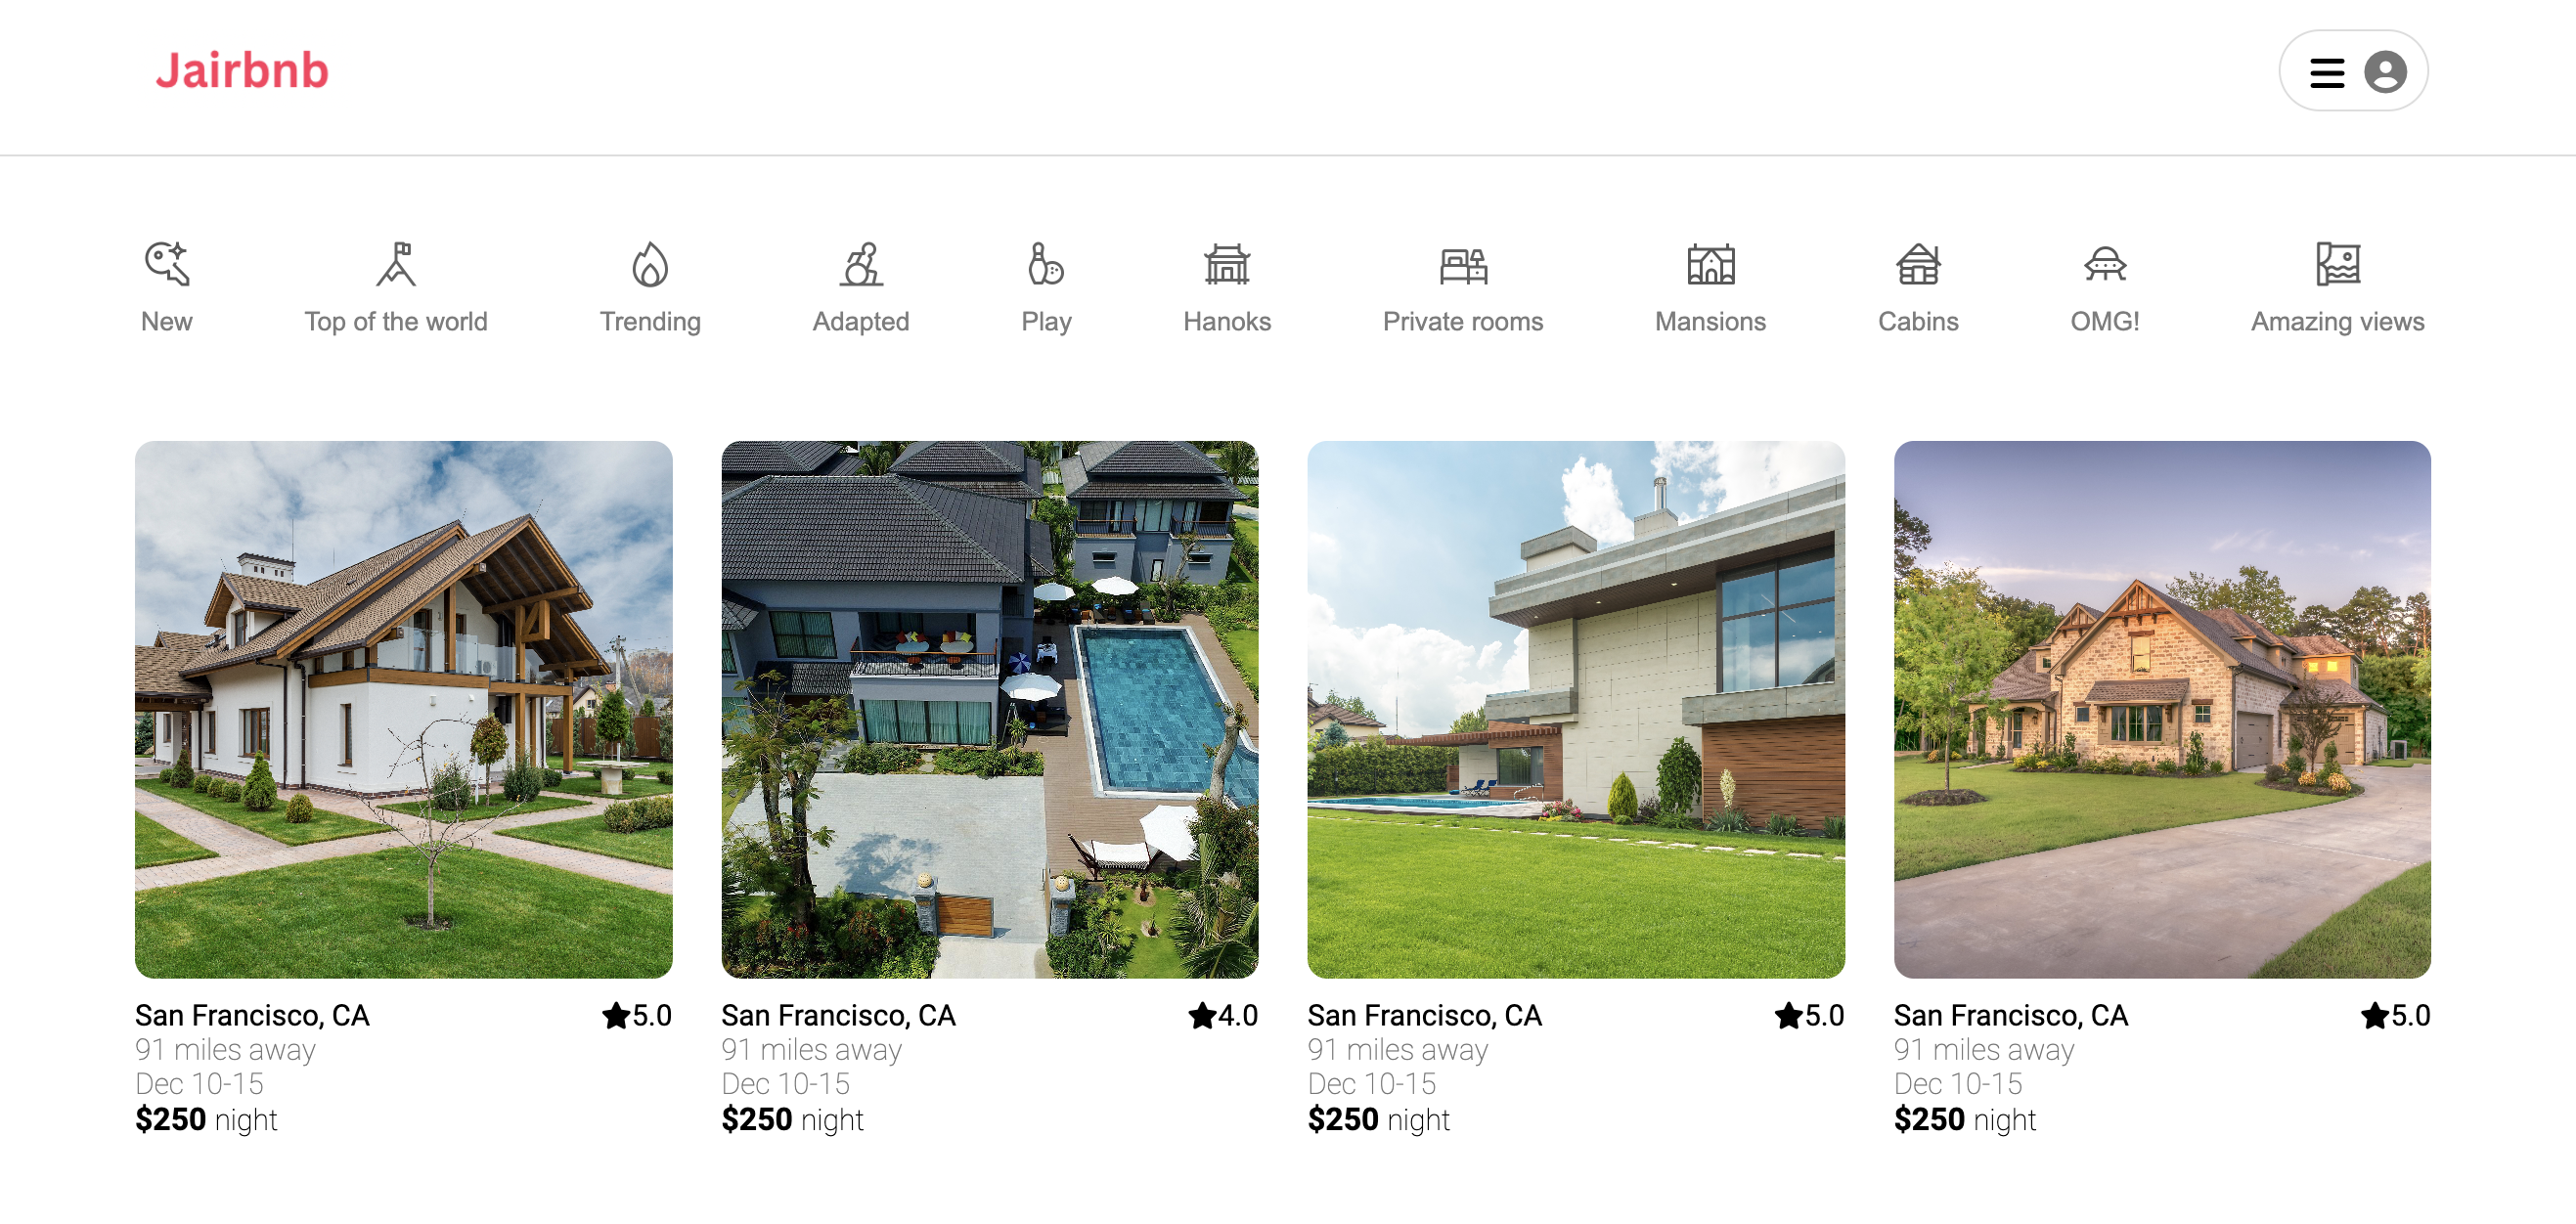 Jairbnb
New
Top of the world
Trending
Adapted
Play
Hanoks
Private rooms
Mansions
Cabins
OMG!
Amazing views
San Francisco, CA
5.0
91 miles away
Dec 10-15
$250 night
San Francisco, CA
4.0
91 miles away
Dec 10-15
$250 night
San Francisco, CA
5.0
91 miles away
Dec 10-15
$250 night
San Francisco, CA
5.0
91 miles away
Dec 10-15
$250 night